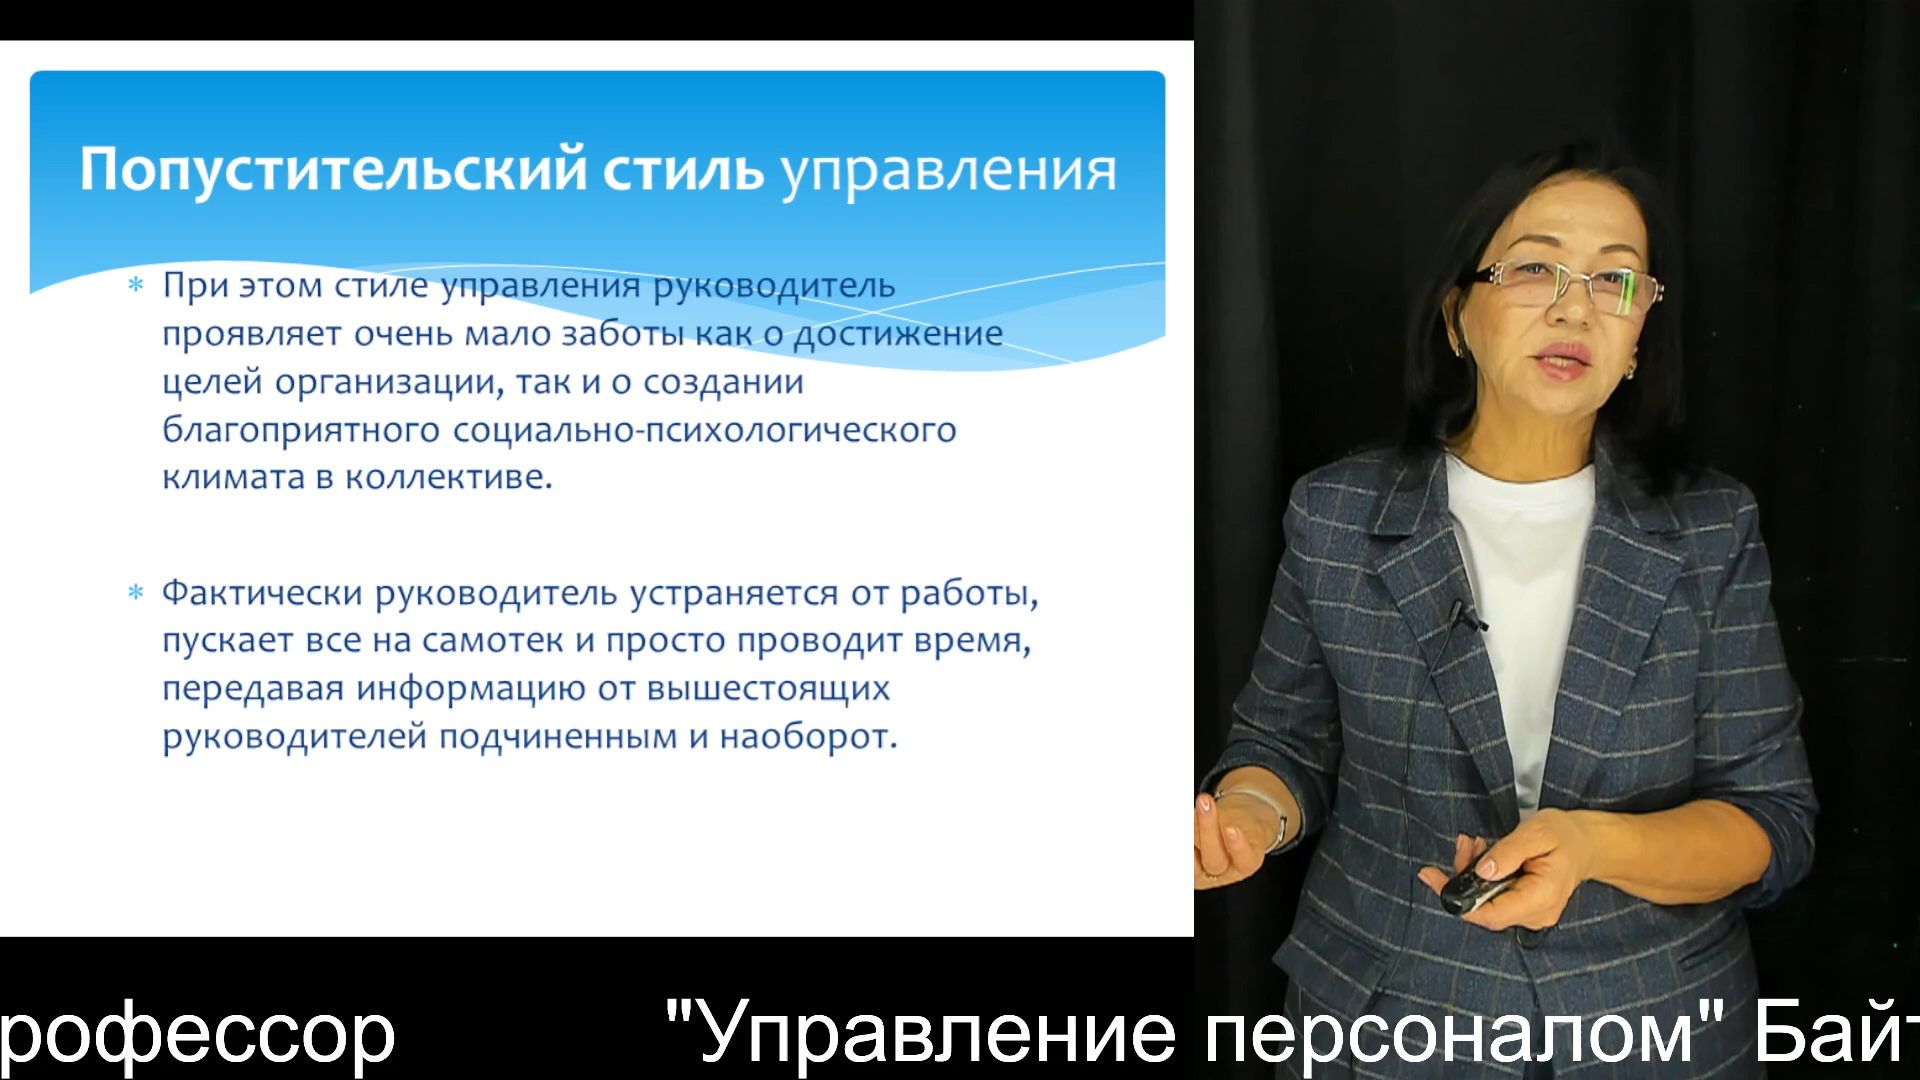 Попустительский стиль управления
* При этом стиле управления руководитель
проявляет очень мало заботы как о достижение
целей организации, так и о создании
благоприятного социально-психологического
климата в коллективе.
* Фактически руководитель устраняется от работы,
пускает все на самотек и просто проводит время,
передавая информацию от вышестоящих
руководителей подчиненным и наоборот.
рофессор "Управление персоналом" Байт